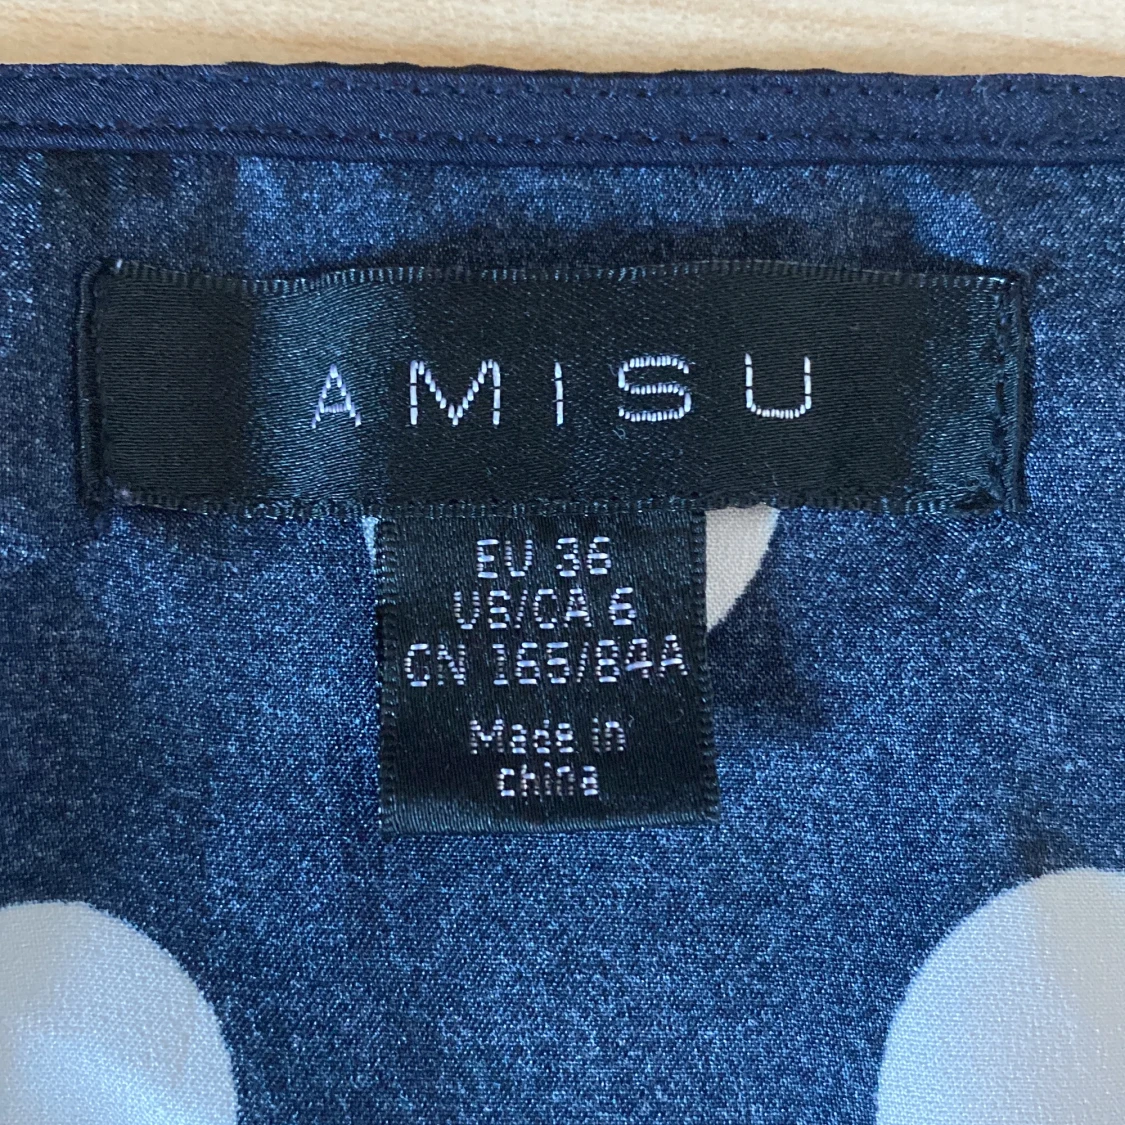 AMISU
EU 36
US/CA 6
CN 165/84A
Made in
china